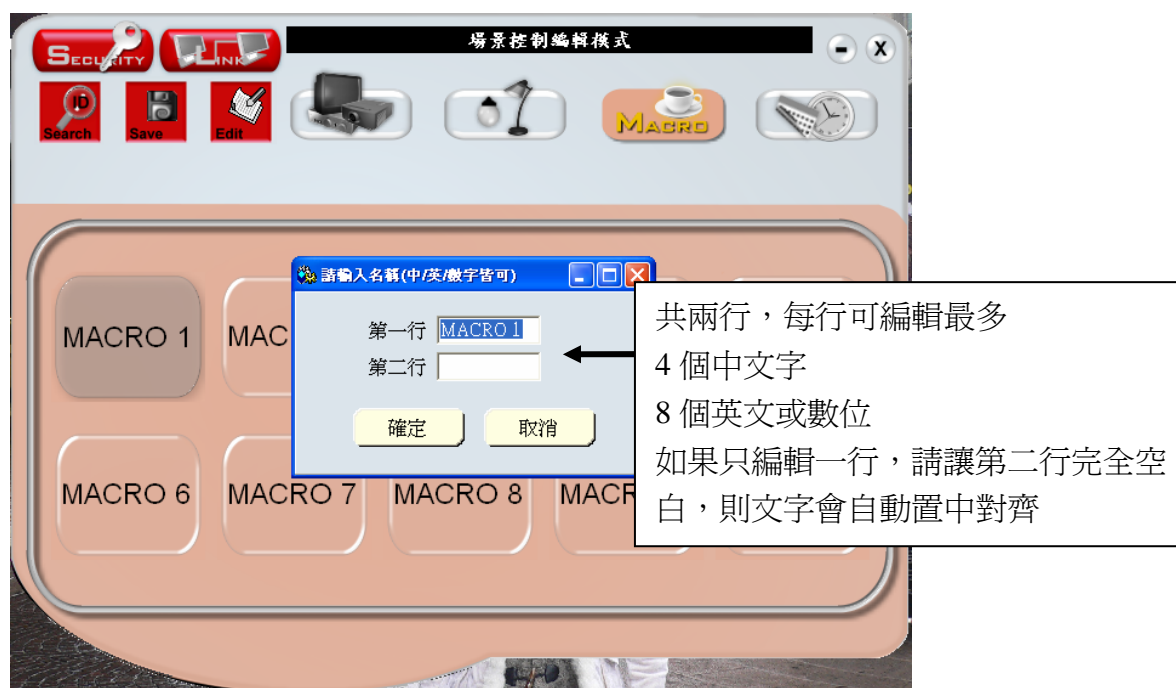 場景控制編輯模式
SECURITY
LINK
- X
ID
Search
Save
Edit
MACRO
請輸入名稱(中/英/數字皆可)
第一行 MACRO 1
第二行
確定 取消
共兩行，每行可編輯最多
4 個中文字
8 個英文或數位
如果只編輯一行，請讓第二行完全空
白，則文字會自動置中對齊
MACRO 1
MAC
MACRO 6
MACRO 7
MACRO 8
MACR